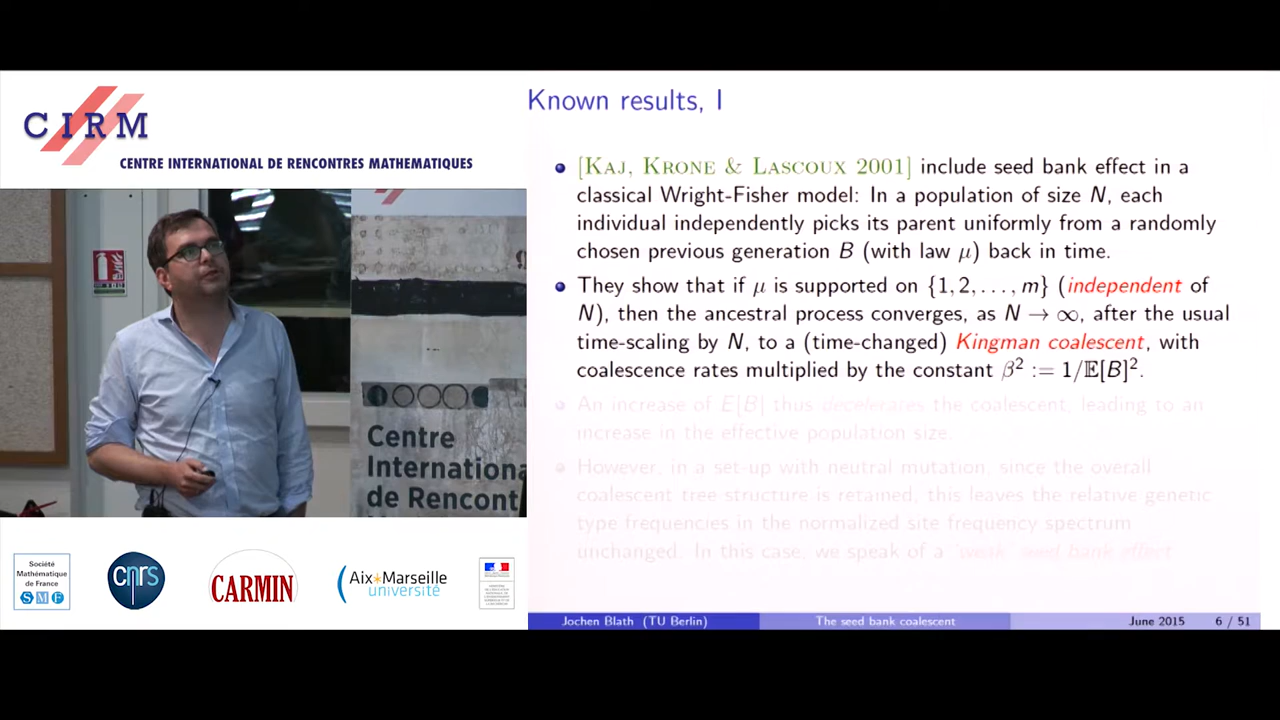 CIRM
CENTRE INTERNATIONAL DE RENCONTRES MATHEMATIQUES
Centre
Internationa
de Rencont
Société
Mathématique
de France
SMF
cnrs
CARMIN
Aix*Marseille
université
Known results, I
[KAJ, KRONE & LASCOUX 2001] include seed bank effect in a
classical Wright-Fisher model: In a population of size N, each
individual independently picks its parent uniformly from a randomly
chosen previous generation B (with law μ) back in time.
They show that if μ is supported on {1, 2, . . . , m} (independent of
N), then the ancestral process converges, as N → ∞, after the usual
time-scaling by N, to a (time-changed) Kingman coalescent, with
coalescence rates multiplied by the constant β² := 1/𝔼[B]².
An increase of E[B] thus decelerates the coalescent, leading to an
increase in the effective population size.
However, in a set-up with neutral mutation, since the overall
coalescent tree structure is retained, this leaves the relative genetic
type frequencies in the normalized site frequency spectrum
unchanged. In this case, we speak of a 'weak' seed bank effect
Jochen Blath (TU Berlin)
The seed bank coalescent
June 2015 6 / 51